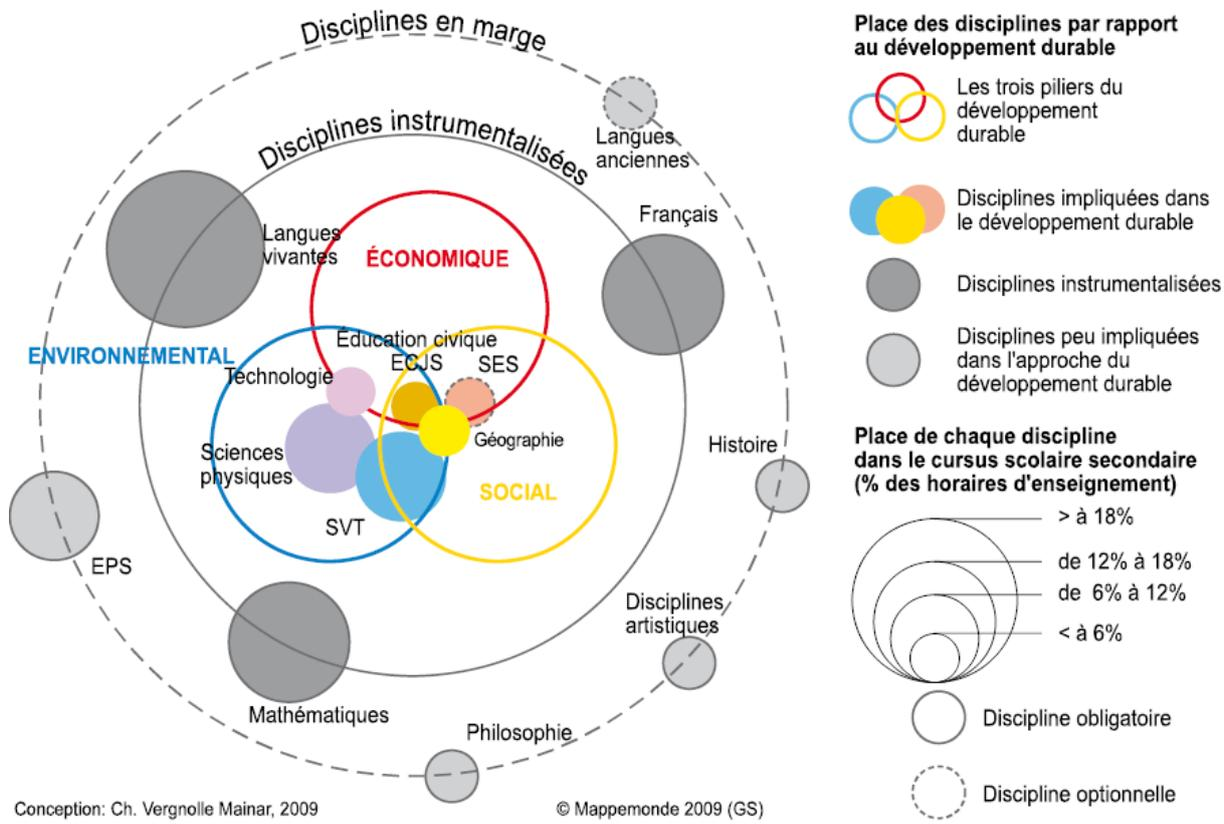 Disciplines en marge
Disciplines instrumentalisées
Langues
anciennes
Français
Langues
vivantes
ÉCONOMIQUE
ENVIRONNEMENTAL
Éducation civique
ECJS
SES
Technologie
Géographie
Sciences
physiques
SOCIAL
SVT
Histoire
EPS
Disciplines
artistiques
Mathématiques
Philosophie
Conception: Ch. Vergnolle Mainar, 2009
© Mappemonde 2009 (GS)
Place des disciplines par rapport
au développement durable
Les trois piliers du
développement
durable
Disciplines impliquées dans
le développement durable
Disciplines instrumentalisées
Disciplines peu impliquées
dans l'approche du
développement durable
Place de chaque discipline
dans le cursus scolaire secondaire
(% des horaires d'enseignement)
> à 18%
de 12% à 18%
de 6% à 12%
< à 6%
Discipline obligatoire
Discipline optionnelle